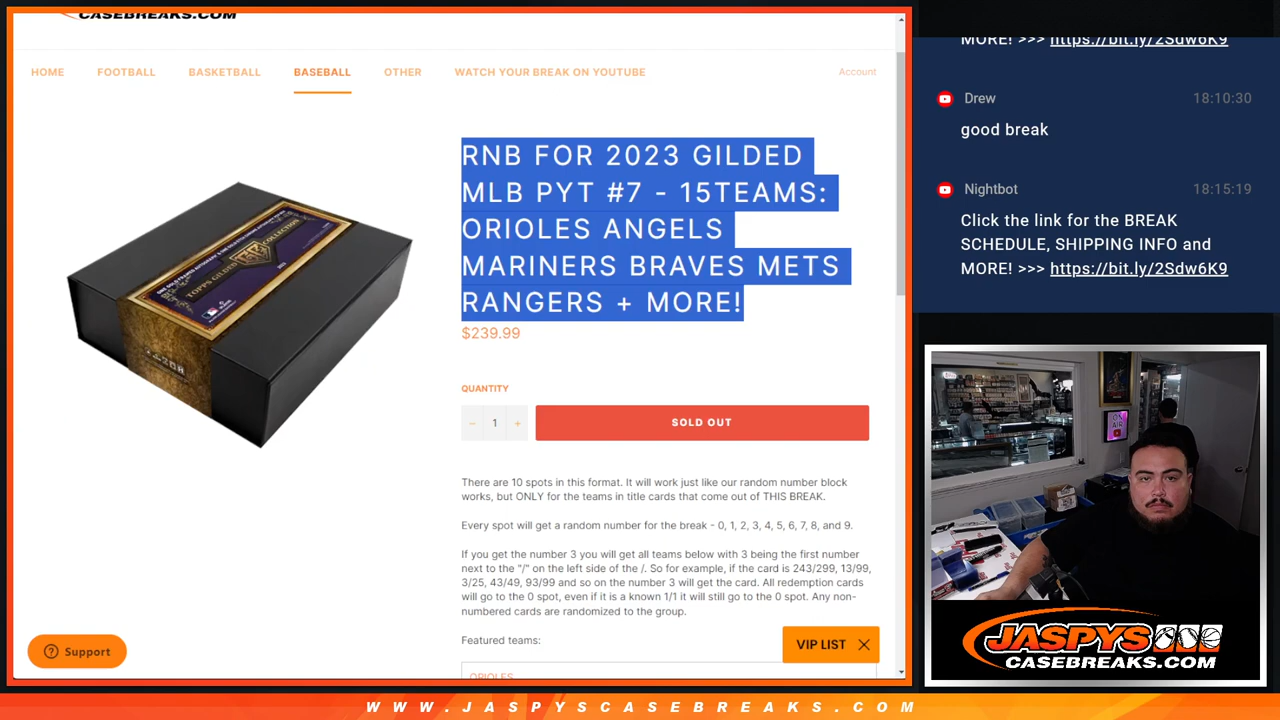 CASEBREAKS.COM
HOME FOOTBALL BASKETBALL BASEBALL OTHER WATCH YOUR BREAK ON YOUTUBE Account
RNB FOR 2023 GILDED
MLB PYT #7 - 15TEAMS:
ORIOLES ANGELS
MARINERS BRAVES METS
RANGERS + MORE!
$239.99
QUANTITY
− 1 + SOLD OUT
There are 10 spots in this format. It will work just like our random number block
works, but ONLY for the teams in title cards that come out of THIS BREAK.
Every spot will get a random number for the break - 0, 1, 2, 3, 4, 5, 6, 7, 8, and 9.
If you get the number 3 you will get all teams below with 3 being the first number
next to the "/" on the left side of the /. So for example, if the card is 243/299, 13/99,
3/25, 43/49, 93/99 and so on the number 3 will get the card. All redemption cards
will go to the 0 spot, even if it is a known 1/1 it will still go to the 0 spot. Any non-
numbered cards are randomized to the group.
Featured teams:
ORIOLES
TOPPS GILDED COLLECTION
Support
VIP LIST
MORE! >>> https://bit.ly/2Sdw6K9
Drew 18:10:30
good break
Nightbot 18:15:19
Click the link for the BREAK
SCHEDULE, SHIPPING INFO and
MORE! >>> https://bit.ly/2Sdw6K9
ON
AIR
JASPYS
CASEBREAKS.COM
WWW.JASPYSCASEBREAKS.COM